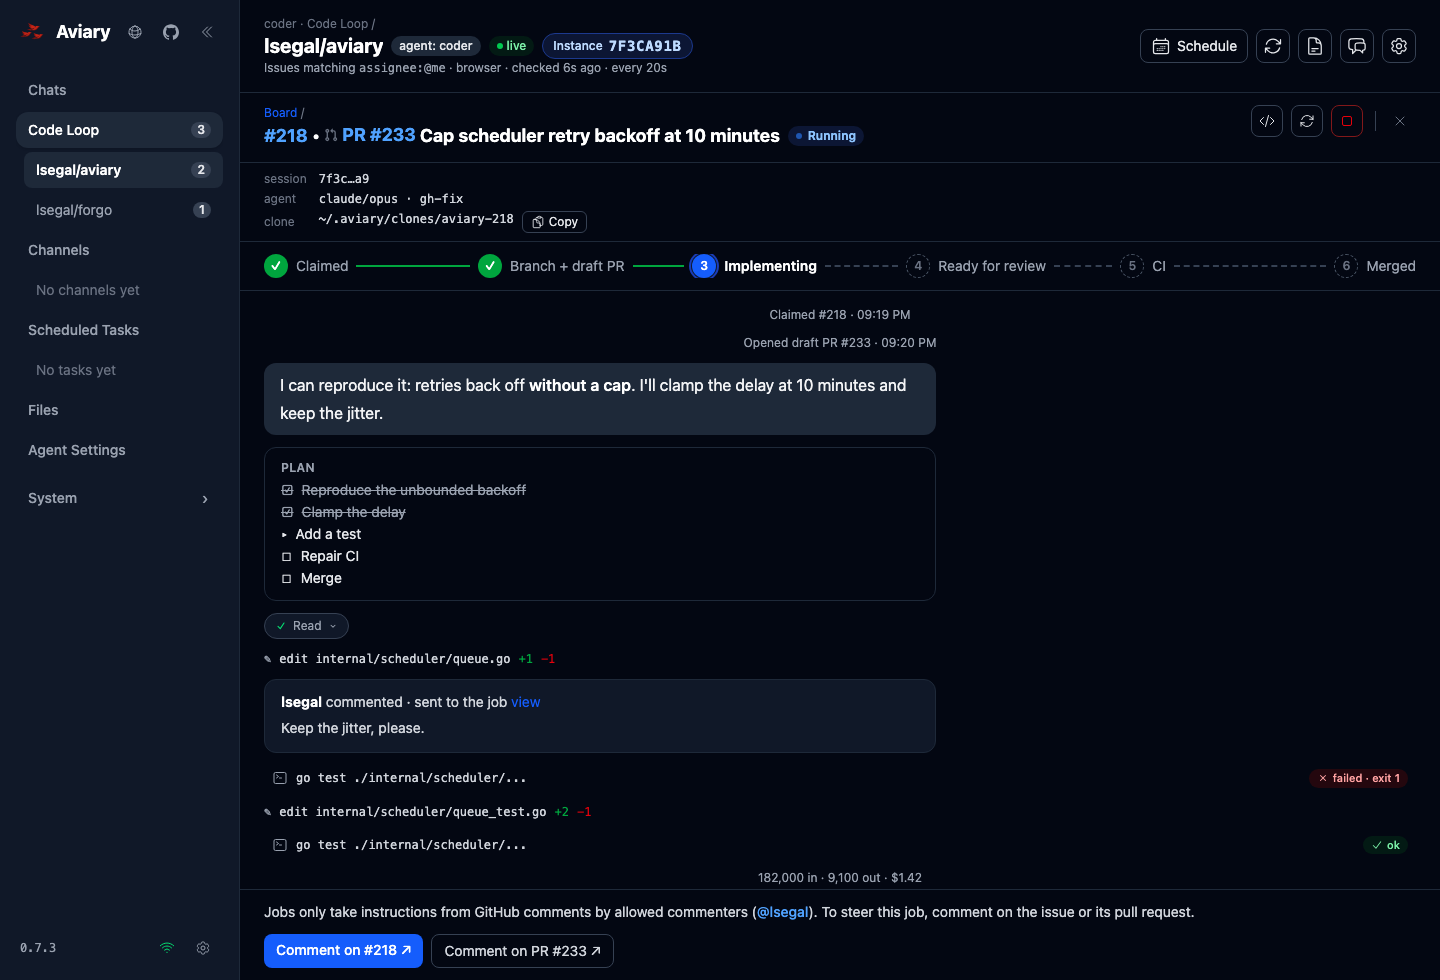 Aviary
Chats
Code Loop 3
lsegal/aviary 2
lsegal/forgo 1
Channels
No channels yet
Scheduled Tasks
No tasks yet
Files
Agent Settings
System
0.7.3
coder · Code Loop /
lsegal/aviary agent: coder live Instance 7F3CA91B
Issues matching assignee:@me · browser · checked 6s ago · every 20s
Schedule
Board /
#218 • PR #233 Cap scheduler retry backoff at 10 minutes Running
session 7f3c…a9
agent claude/opus · gh-fix
clone ~/.aviary/clones/aviary-218 Copy
Claimed Branch + draft PR 3 Implementing 4 Ready for review 5 CI 6 Merged
Claimed #218 · 09:19 PM
Opened draft PR #233 · 09:20 PM
I can reproduce it: retries back off without a cap. I'll clamp the delay at 10 minutes and
keep the jitter.
PLAN
Reproduce the unbounded backoff
Clamp the delay
Add a test
Repair CI
Merge
Read
edit internal/scheduler/queue.go +1 −1
lsegal commented · sent to the job view
Keep the jitter, please.
go test ./internal/scheduler/... failed · exit 1
edit internal/scheduler/queue_test.go +2 −1
go test ./internal/scheduler/... ok
182,000 in · 9,100 out · $1.42
Jobs only take instructions from GitHub comments by allowed commenters (@lsegal). To steer this job, comment on the issue or its pull request.
Comment on #218 ↗ Comment on PR #233 ↗